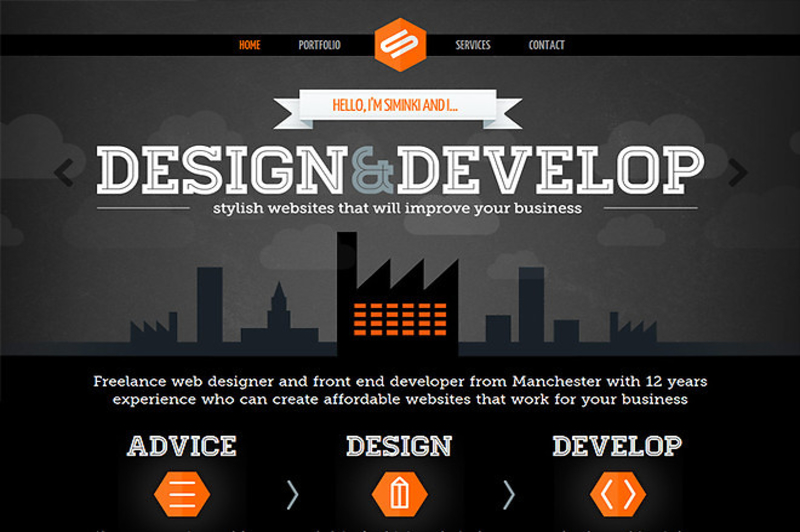 HOME PORTFOLIO SERVICES CONTACT
HELLO, I'M SIMINKI AND I...
DESIGN & DEVELOP
stylish websites that will improve your business
Freelance web designer and front end developer from Manchester with 12 years
experience who can create affordable websites that work for your business
ADVICE DESIGN DEVELOP